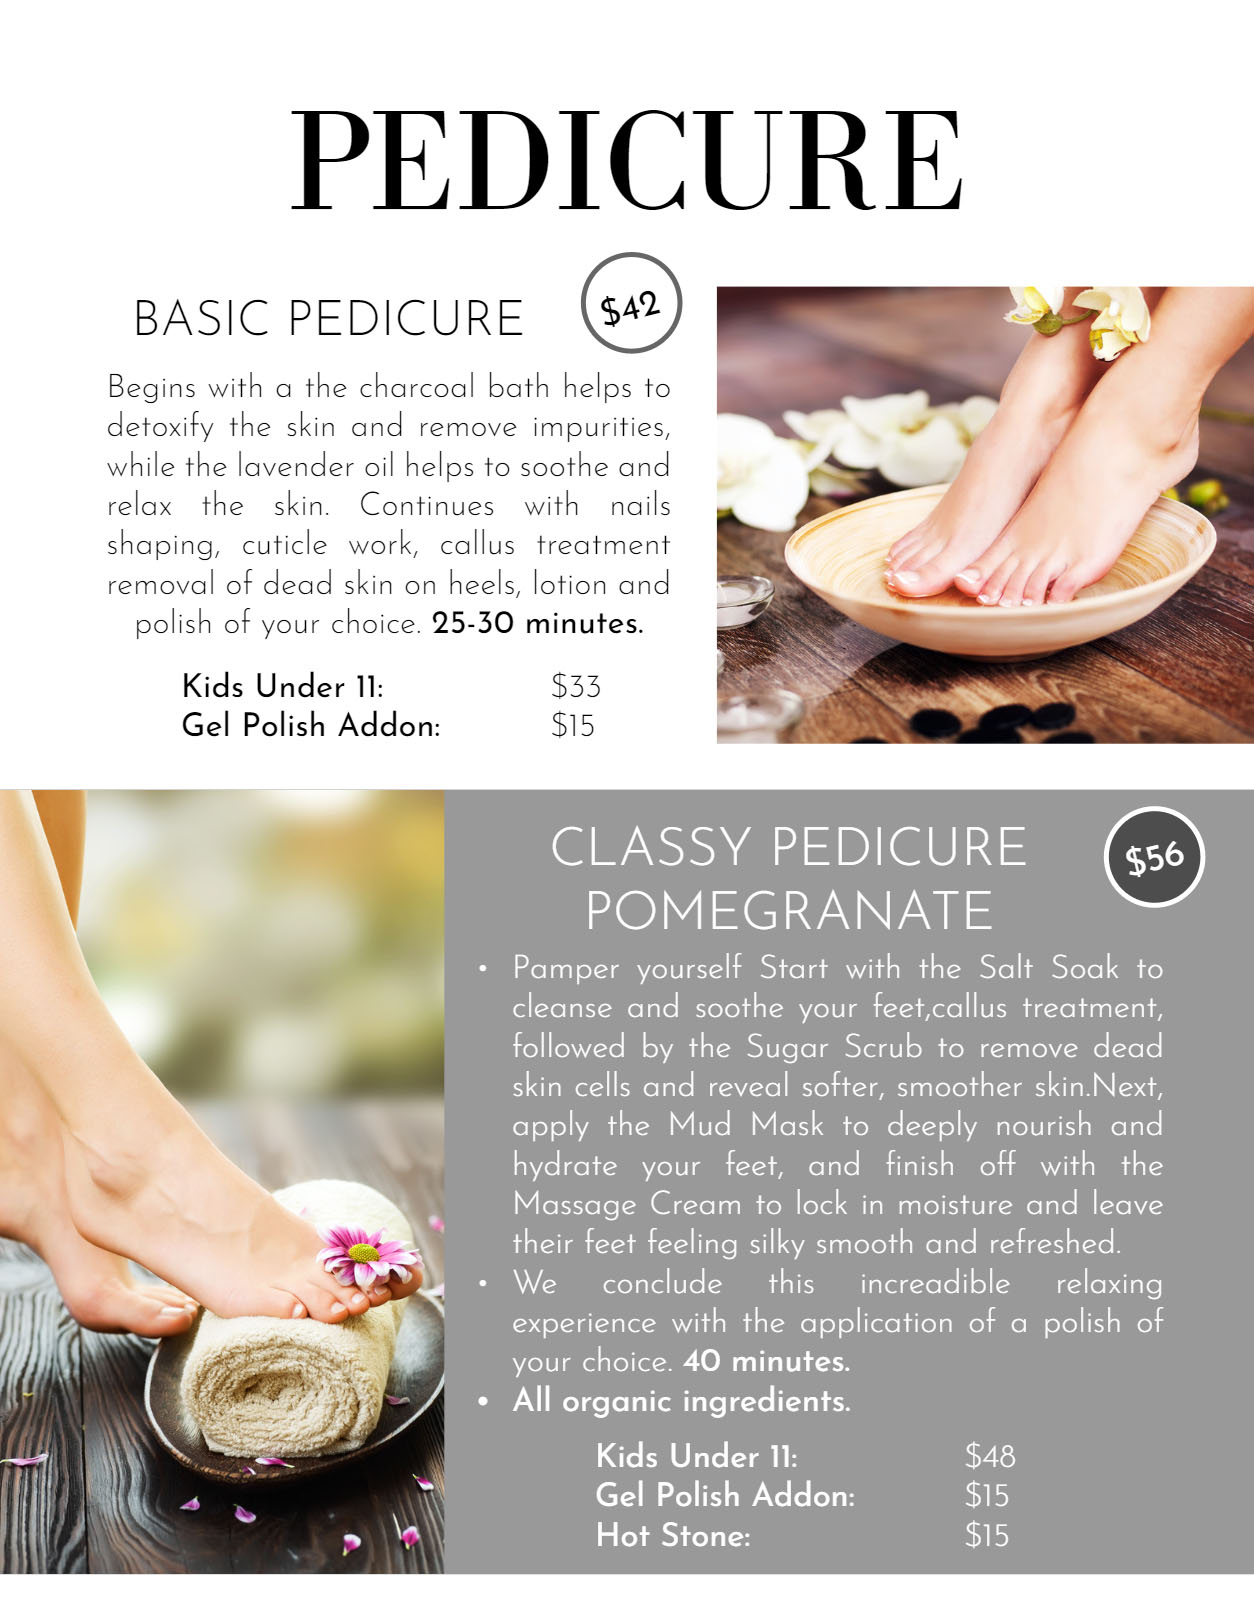 PEDICURE
BASIC PEDICURE
$42
Begins with a the charcoal bath helps to
detoxify the skin and remove impurities,
while the lavender oil helps to soothe and
relax the skin. Continues with nails
shaping, cuticle work, callus treatment
removal of dead skin on heels, lotion and
polish of your choice. 25-30 minutes.
Kids Under 11: $33
Gel Polish Addon: $15
CLASSY PEDICURE
POMEGRANATE
$56
• Pamper yourself Start with the Salt Soak to
cleanse and soothe your feet,callus treatment,
followed by the Sugar Scrub to remove dead
skin cells and reveal softer, smoother skin.Next,
apply the Mud Mask to deeply nourish and
hydrate your feet, and finish off with the
Massage Cream to lock in moisture and leave
their feet feeling silky smooth and refreshed.
• We conclude this increadible relaxing
experience with the application of a polish of
your choice. 40 minutes.
• All organic ingredients.
Kids Under 11: $48
Gel Polish Addon: $15
Hot Stone: $15